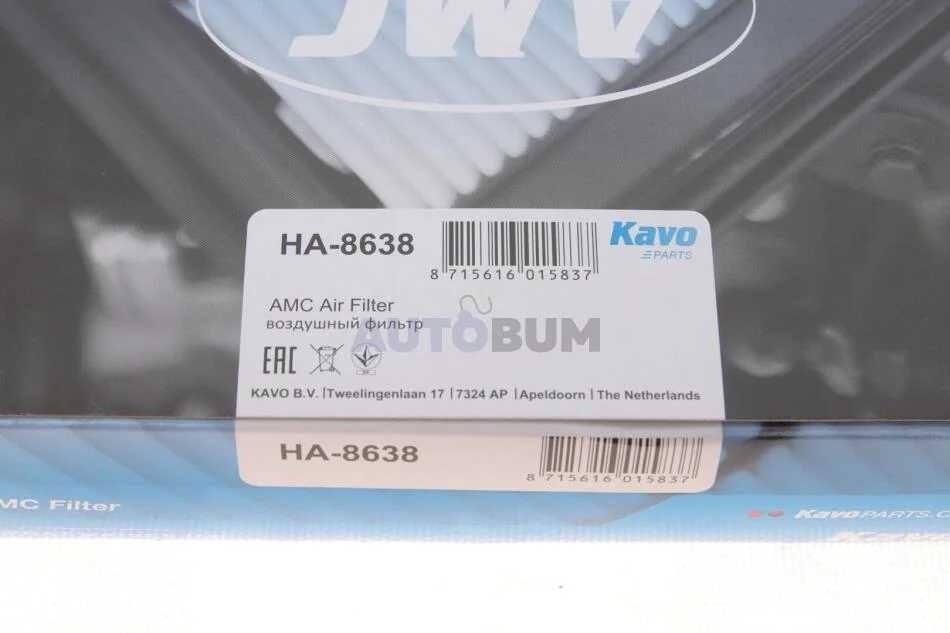 AMC
HA-8638
8 715616 015837
Kavo
PARTS
AMC Air Filter
воздушный фильтр
AUTOBUM
EAC
KAVO B.V. | Tweelingenlaan 17 | 7324 AP | Apeldoorn | The Netherlands
HA-8638
8 715616 015837
MC Filter
KavoPARTS.C